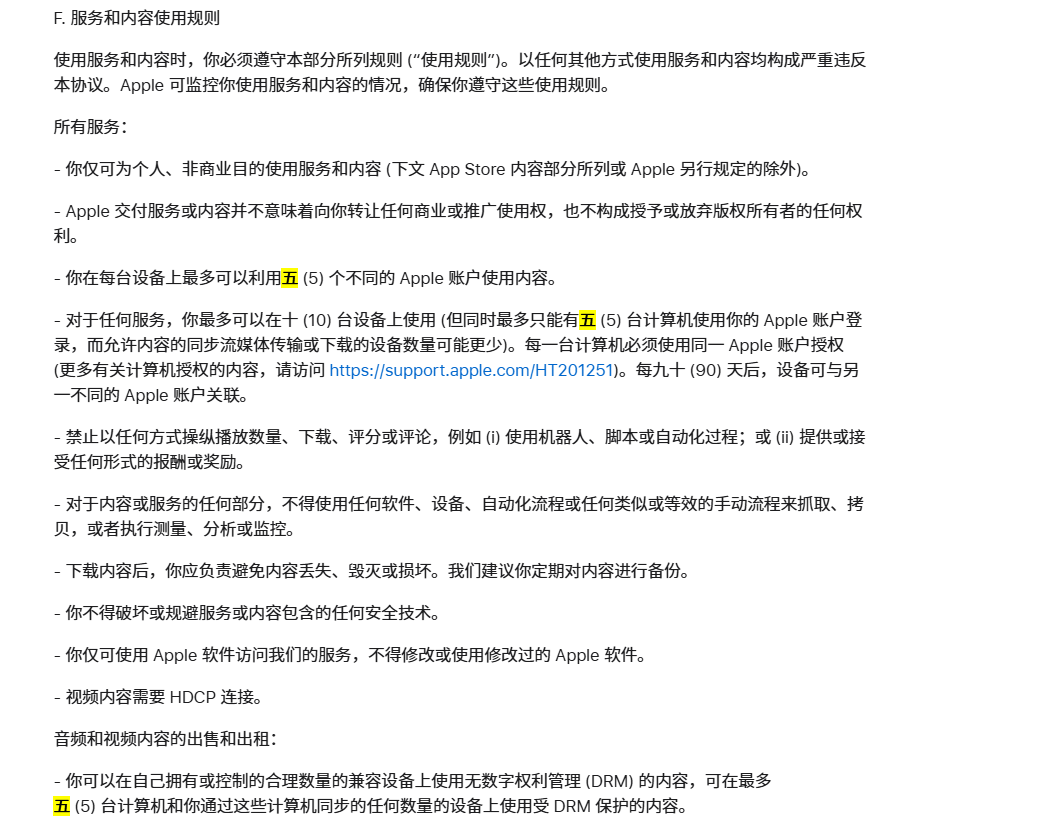 F. 服务和内容使用规则
使用服务和内容时，你必须遵守本部分所列规则 (“使用规则”)。以任何其他方式使用服务和内容均构成严重违反
本协议。Apple 可监控你使用服务和内容的情况，确保你遵守这些使用规则。
所有服务：
- 你仅可为个人、非商业目的使用服务和内容 (下文 App Store 内容部分所列或 Apple 另行规定的除外)。
- Apple 交付服务或内容并不意味着向你转让任何商业或推广使用权，也不构成授予或放弃版权所有者的任何权
利。
- 你在每台设备上最多可以利用五 (5) 个不同的 Apple 账户使用内容。
- 对于任何服务，你最多可以在十 (10) 台设备上使用 (但同时最多只能有五 (5) 台计算机使用你的 Apple 账户登
录，而允许内容的同步流媒体传输或下载的设备数量可能更少)。每一台计算机必须使用同一 Apple 账户授权
(更多有关计算机授权的内容，请访问 https://support.apple.com/HT201251)。每九十 (90) 天后，设备可与另
一不同的 Apple 账户关联。
- 禁止以任何方式操纵播放数量、下载、评分或评论，例如 (i) 使用机器人、脚本或自动化过程；或 (ii) 提供或接
受任何形式的报酬或奖励。
- 对于内容或服务的任何部分，不得使用任何软件、设备、自动化流程或任何类似或等效的手动流程来抓取、拷
贝，或者执行测量、分析或监控。
- 下载内容后，你应负责避免内容丢失、毁灭或损坏。我们建议你定期对内容进行备份。
- 你不得破坏或规避服务或内容包含的任何安全技术。
- 你仅可使用 Apple 软件访问我们的服务，不得修改或使用修改过的 Apple 软件。
- 视频内容需要 HDCP 连接。
音频和视频内容的出售和出租：
- 你可以在自己拥有或控制的合理数量的兼容设备上使用无数字权利管理 (DRM) 的内容，可在最多
五 (5) 台计算机和你通过这些计算机同步的任何数量的设备上使用受 DRM 保护的内容。